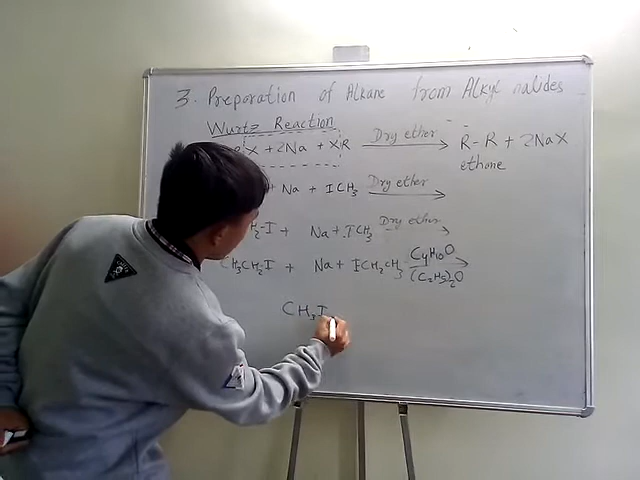 3. Preparation of Alkane from Alkyl halides
Wurtz Reaction
X + 2Na + XR Dry ether R-R + 2NaX
ethane
+ Na + ICH3 Dry ether
-I + Na + ICH3 Dry ether
CH3CH2I + Na + ICH2CH3 C4H10O
(C2H5)2O
CH3I